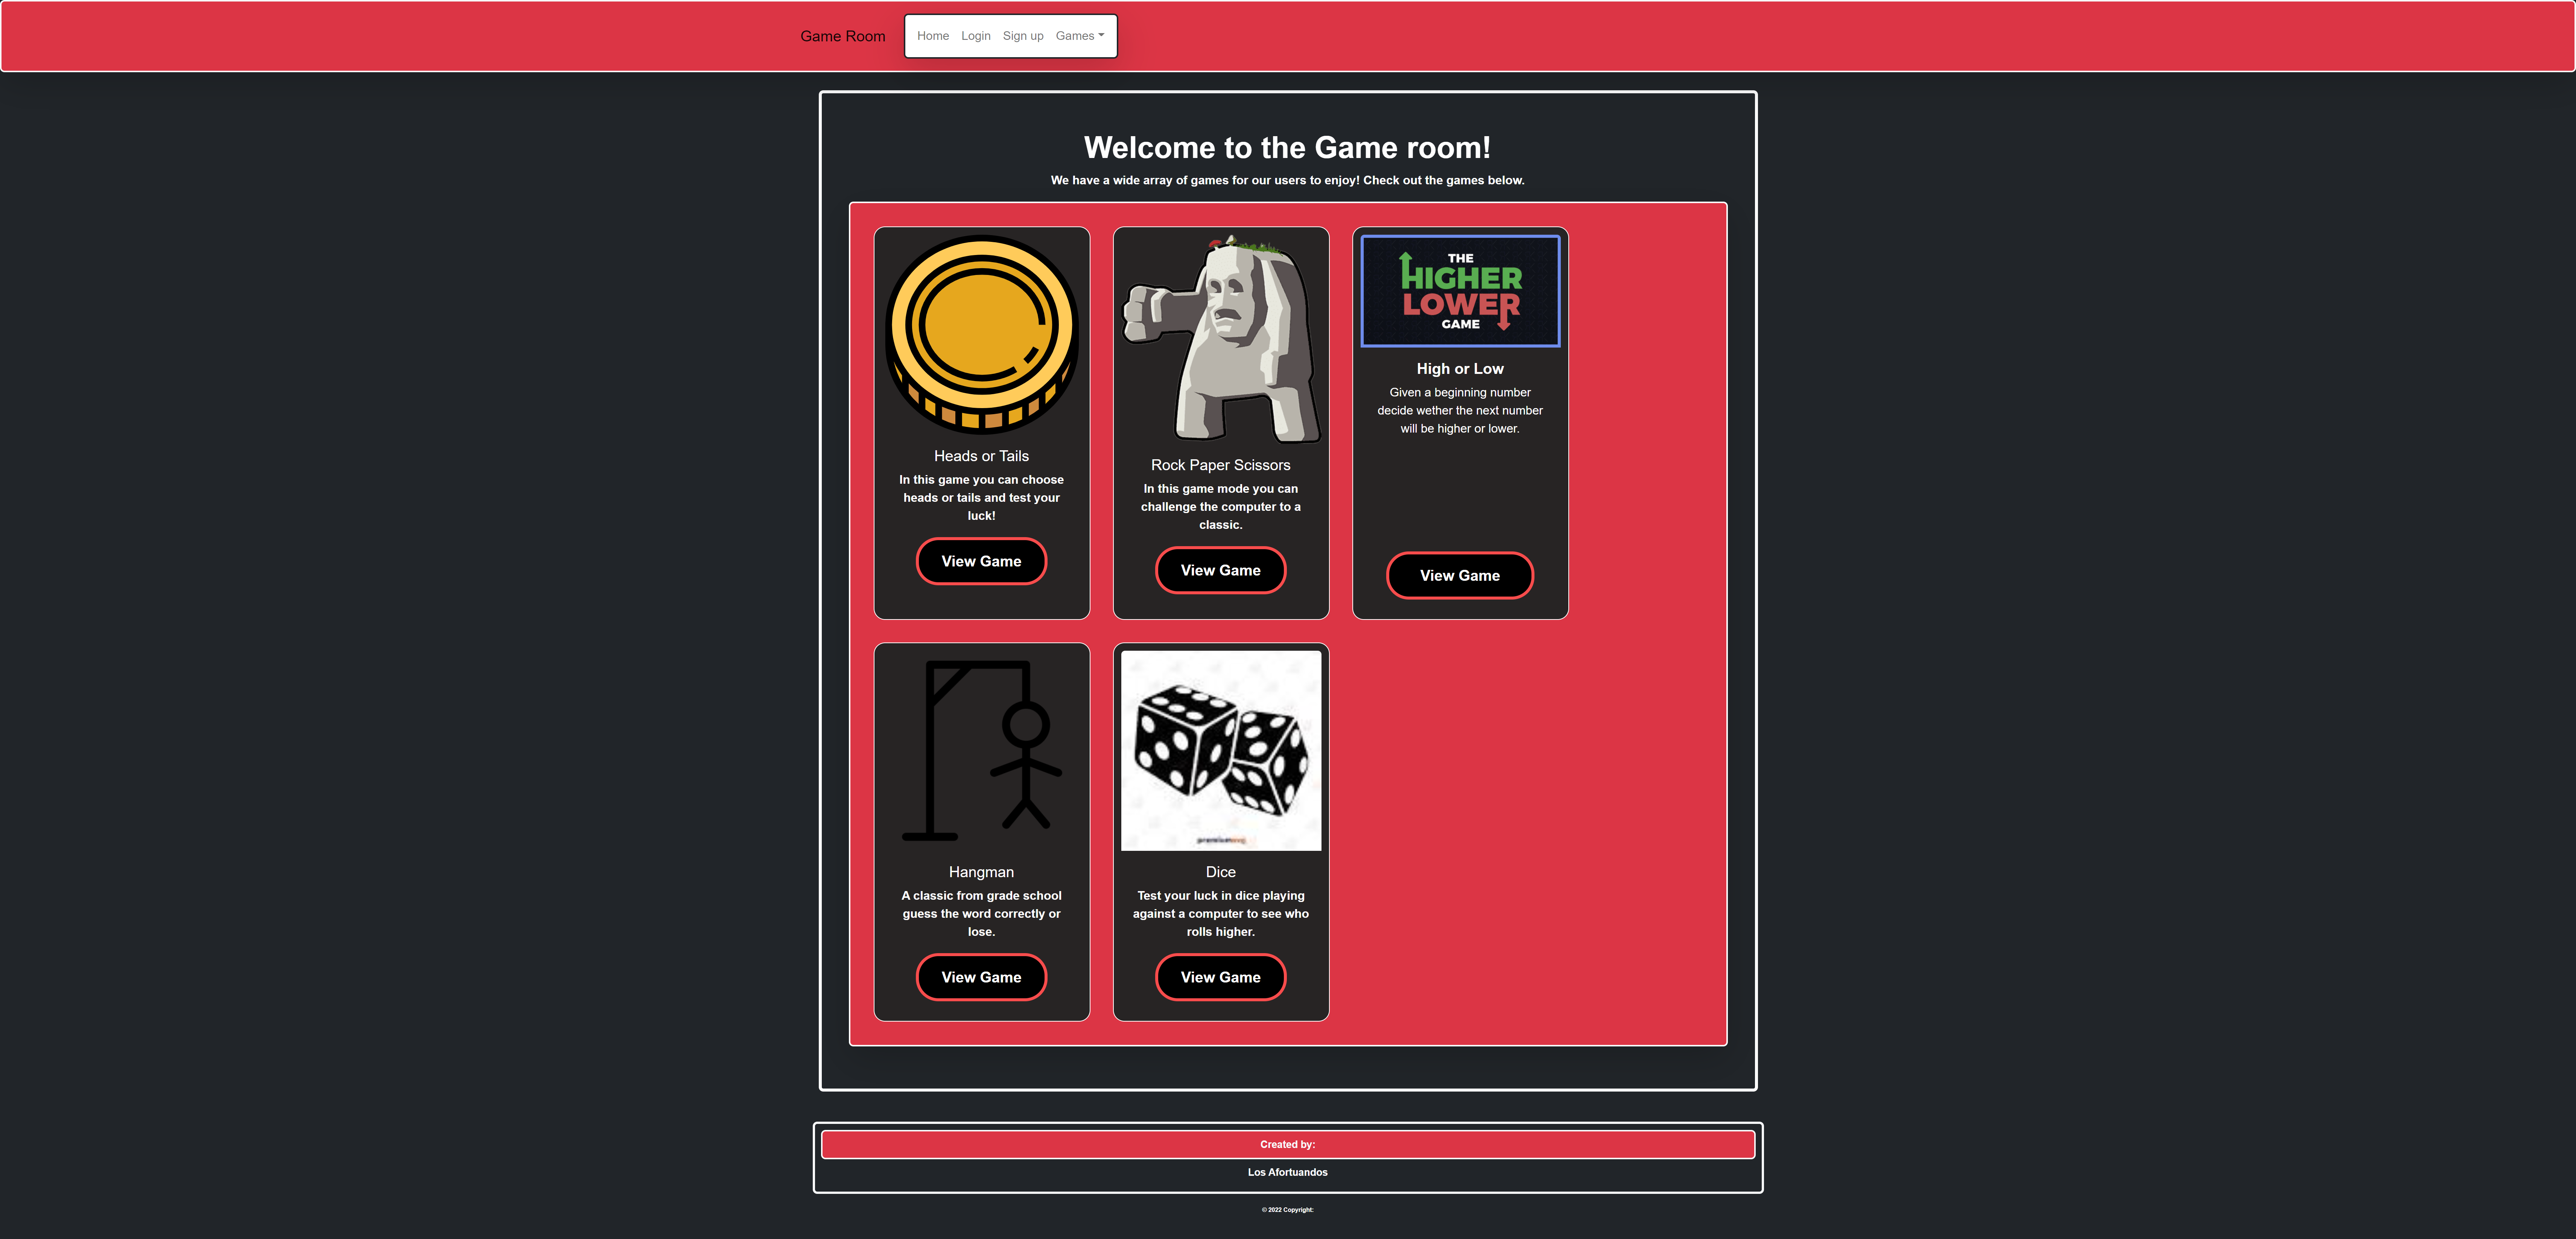 Game Room
Home Login Sign up Games
Welcome to the Game room!
We have a wide array of games for our users to enjoy! Check out the games below.
Heads or Tails
In this game you can choose
heads or tails and test your
luck!
View Game
Rock Paper Scissors
In this game mode you can
challenge the computer to a
classic.
View Game
THE
HIGHER
LOWER
GAME
High or Low
Given a beginning number
decide wether the next number
will be higher or lower.
View Game
Hangman
A classic from grade school
guess the word correctly or
lose.
View Game
Dice
Test your luck in dice playing
against a computer to see who
rolls higher.
View Game
Created by:
Los Afortuandos
© 2022 Copyright: